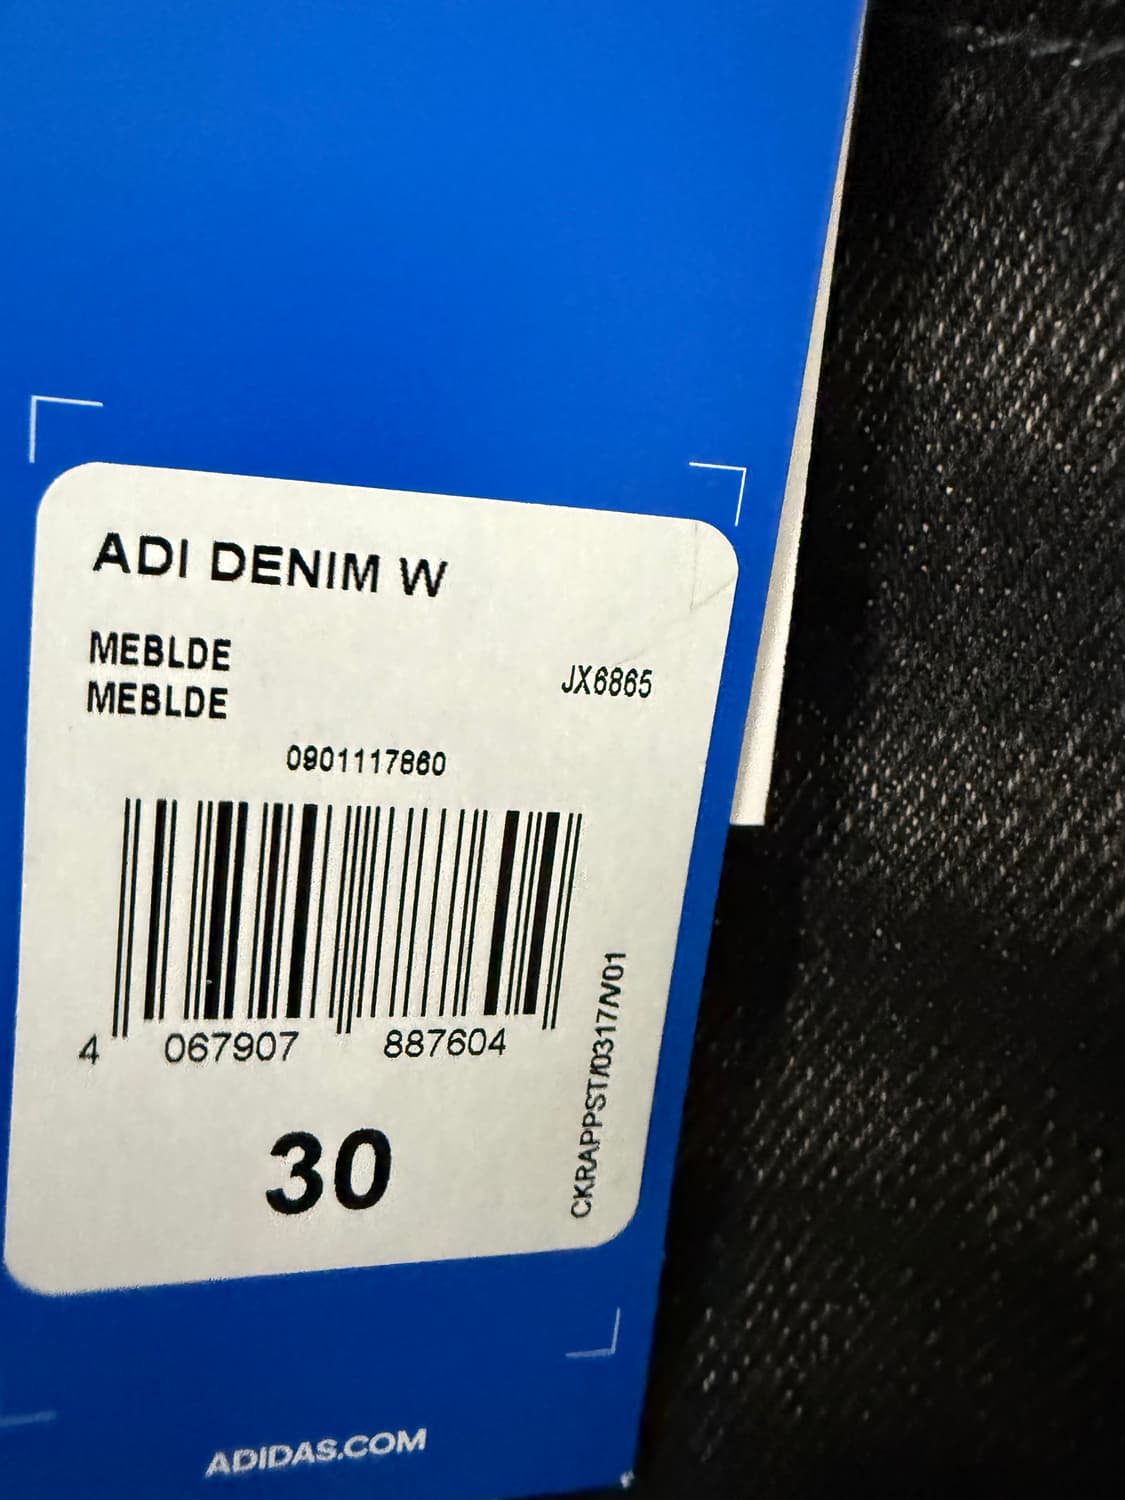 ADI DENIM W
MEBLDE
MEBLDE
JX6865
0901117860
4 067907 887604
CKRAPPST/0317/V01
30
ADIDAS.COM